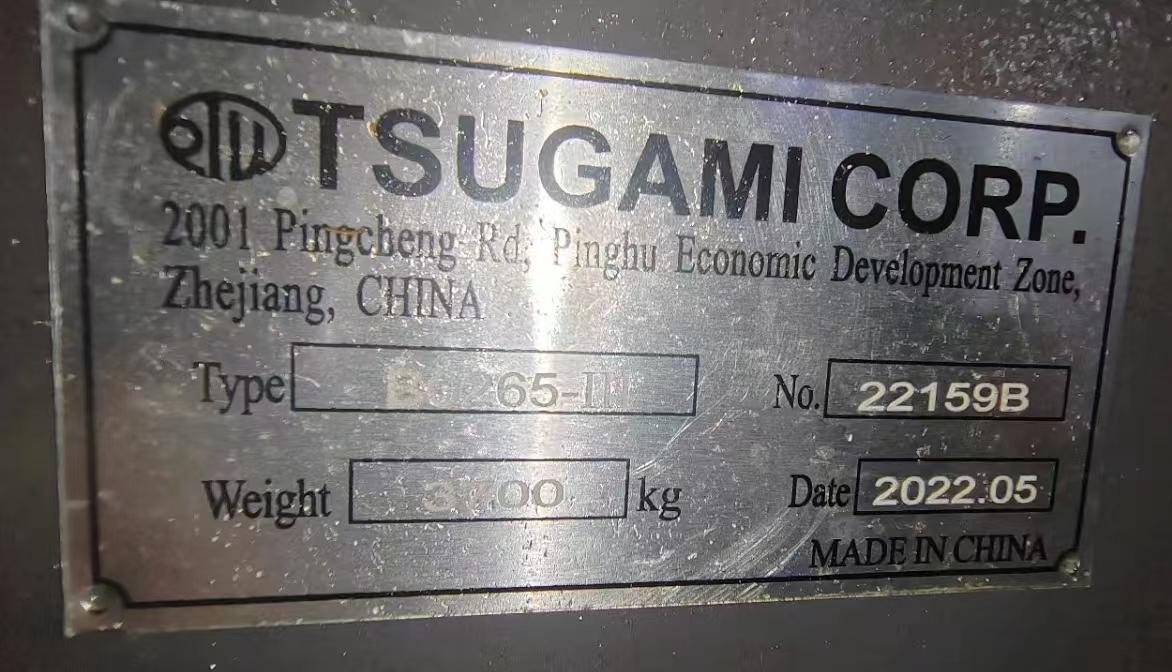 TSUGAMI CORP.
2001 Pingcheng Rd, Pinghu Economic Development Zone,
Zhejiang, CHINA
Type No. 22159B
Weight kg Date 2022.05
MADE IN CHINA